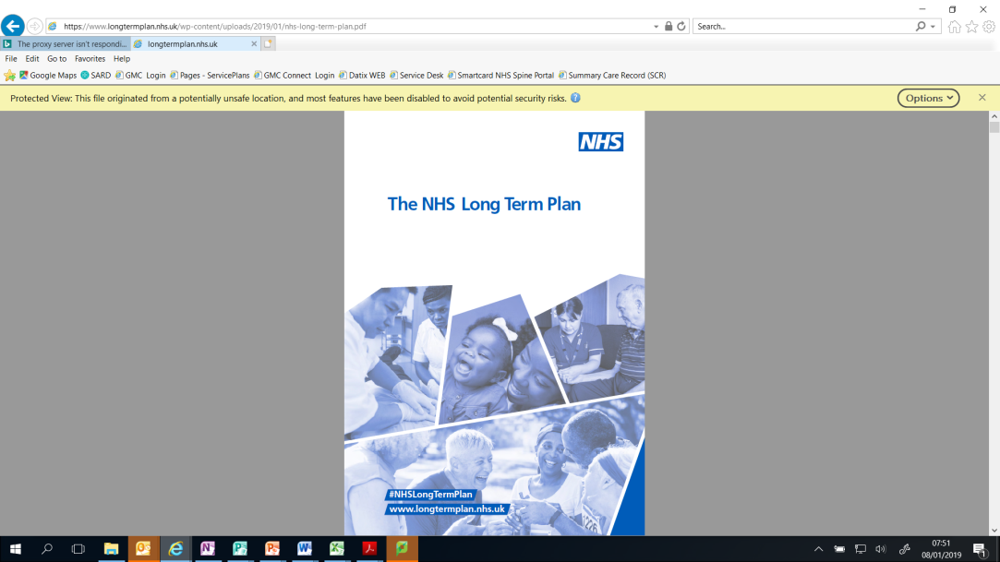 https://www.longtermplan.nhs.uk/wp-content/uploads/2019/01/nhs-long-term-plan.pdf
Search...
The proxy server isn't respondi...
longtermplan.nhs.uk
File Edit Go to Favorites Help
Google Maps SARD GMC Login Pages - ServicePlans GMC Connect Login Datix WEB Service Desk Smartcard NHS Spine Portal Summary Care Record (SCR)
Protected View: This file originated from a potentially unsafe location, and most features have been disabled to avoid potential security risks.
Options
NHS
The NHS Long Term Plan
#NHSLongTermPlan
www.longtermplan.nhs.uk
07:51
08/01/2019
1